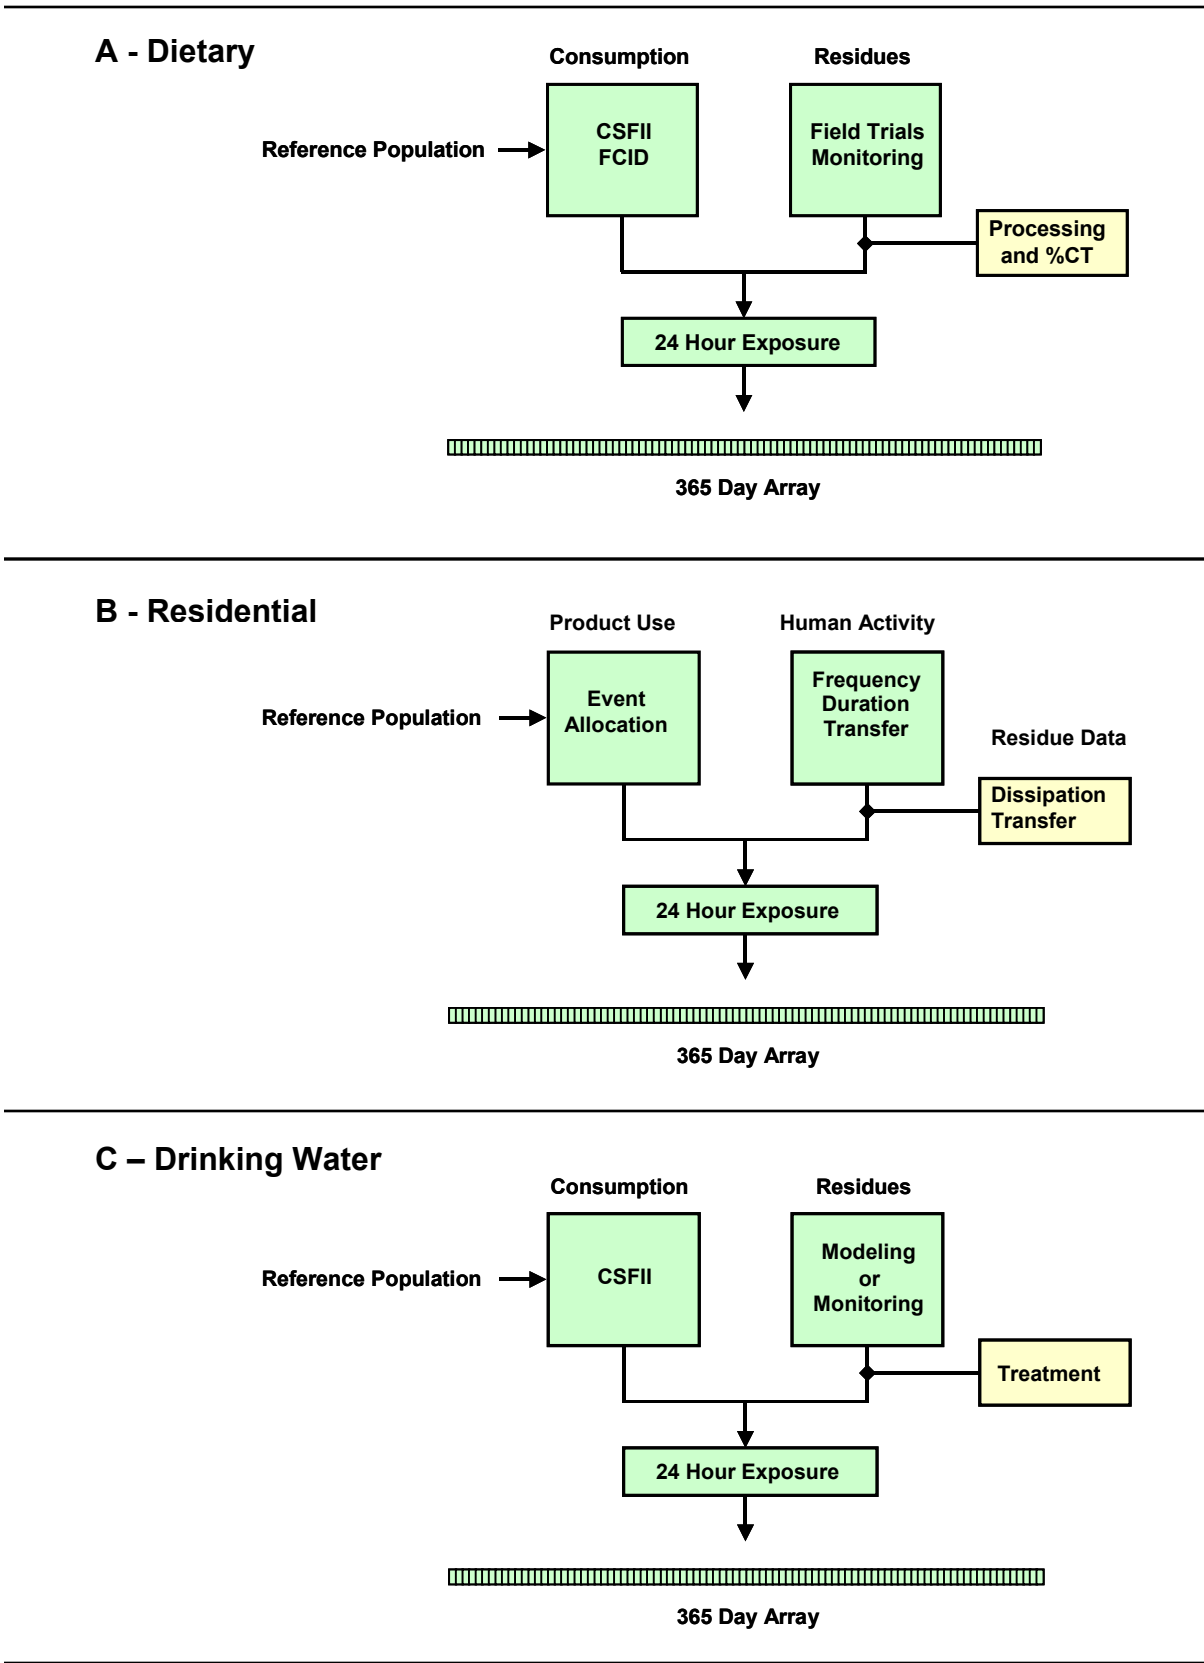 A - Dietary
Consumption
Residues
Reference Population
CSFII
FCID
Field Trials
Monitoring
Processing
and %CT
24 Hour Exposure
365 Day Array
B - Residential
Product Use
Human Activity
Reference Population
Event
Allocation
Frequency
Duration
Transfer
Residue Data
Dissipation
Transfer
24 Hour Exposure
365 Day Array
C – Drinking Water
Consumption
Residues
Reference Population
CSFII
Modeling
or
Monitoring
Treatment
24 Hour Exposure
365 Day Array